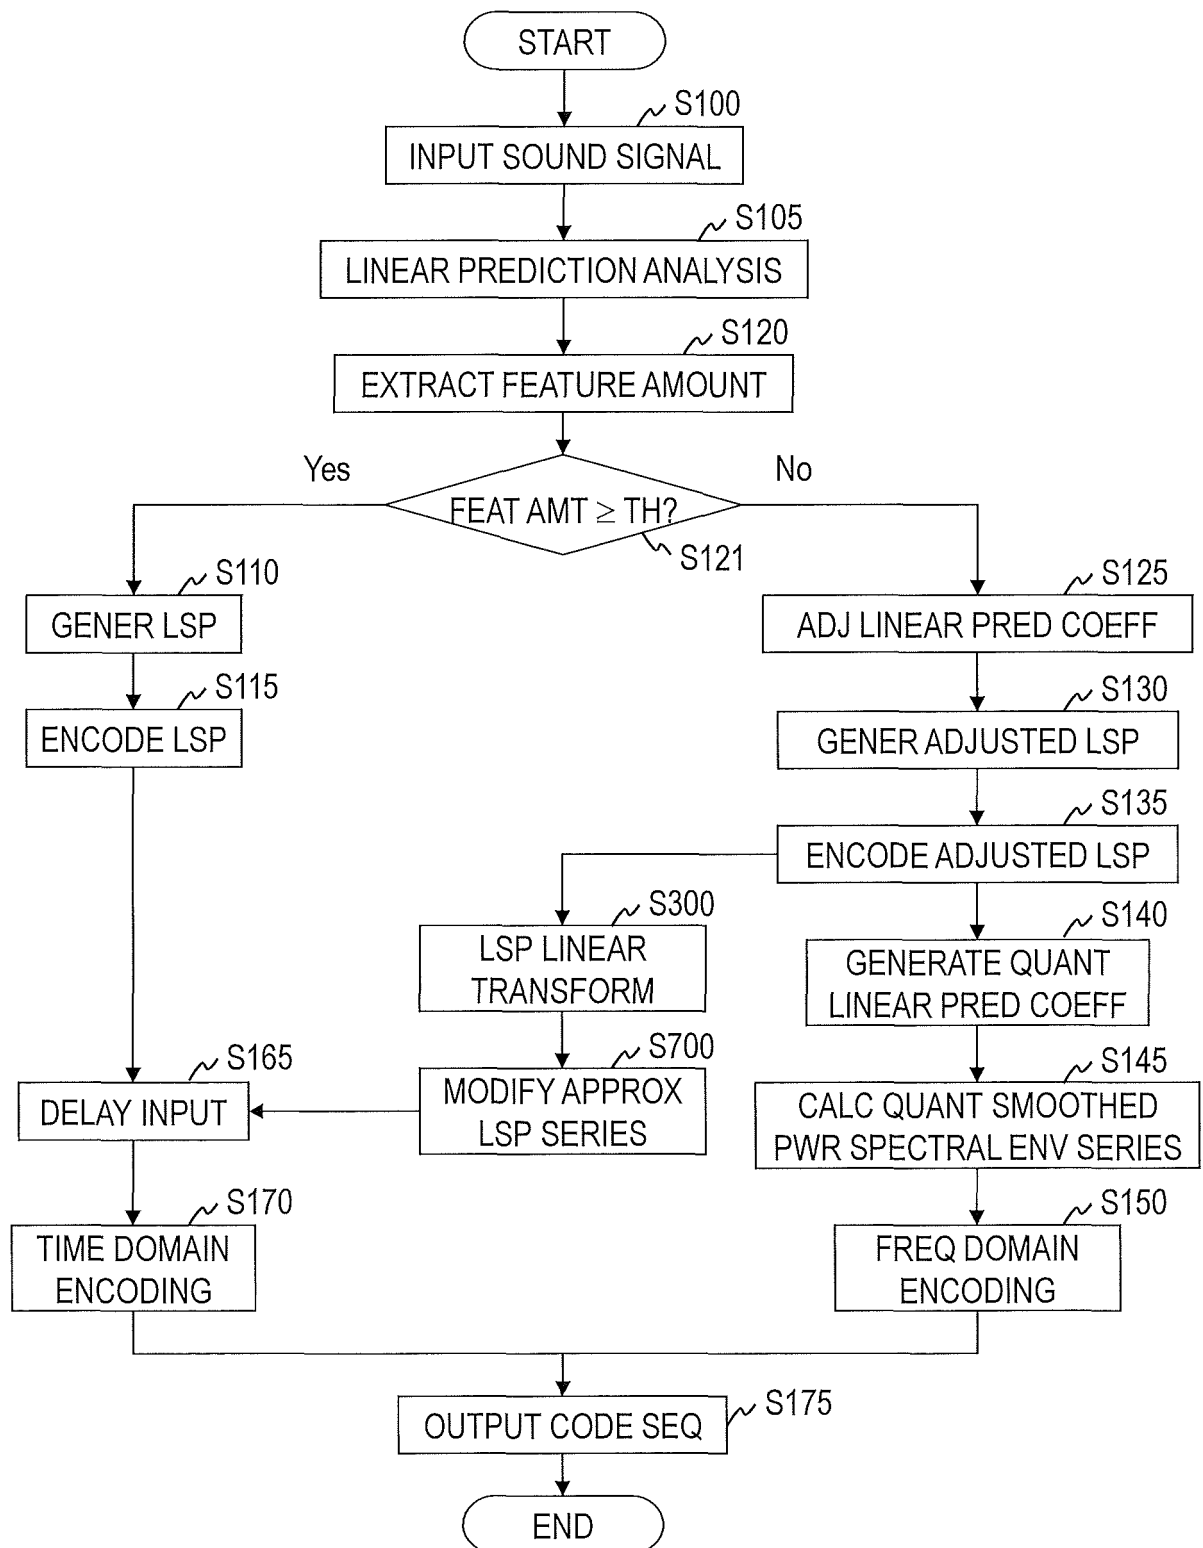 START
S100
INPUT SOUND SIGNAL
S105
LINEAR PREDICTION ANALYSIS
S120
EXTRACT FEATURE AMOUNT
Yes
No
FEAT AMT ≥ TH?
S121
S110
GENER LSP
S115
ENCODE LSP
S125
ADJ LINEAR PRED COEFF
S130
GENER ADJUSTED LSP
S135
ENCODE ADJUSTED LSP
S300
LSP LINEAR
TRANSFORM
S140
GENERATE QUANT
LINEAR PRED COEFF
S700
MODIFY APPROX
LSP SERIES
S165
DELAY INPUT
S145
CALC QUANT SMOOTHED
PWR SPECTRAL ENV SERIES
S170
TIME DOMAIN
ENCODING
S150
FREQ DOMAIN
ENCODING
S175
OUTPUT CODE SEQ
END